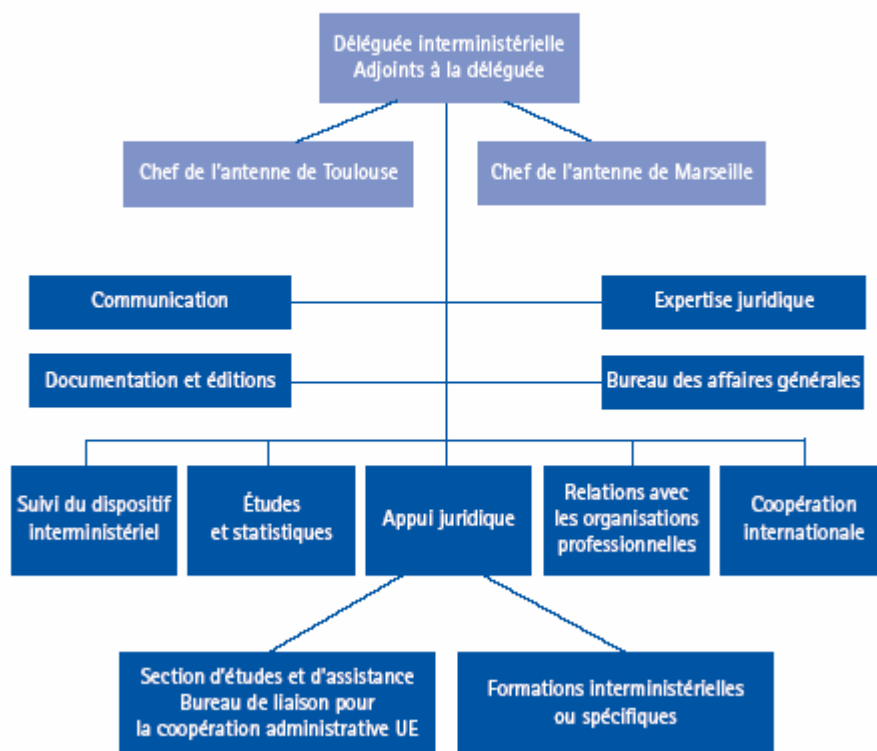 Déléguée interministérielle
Adjoints à la déléguée
Chef de l'antenne de Toulouse
Chef de l'antenne de Marseille
Communication
Expertise juridique
Documentation et éditions
Bureau des affaires générales
Suivi du dispositif
interministériel
Études
et statistiques
Appui juridique
Relations avec
les organisations
professionnelles
Coopération
internationale
Section d'études et d'assistance
Bureau de liaison pour
la coopération administrative UE
Formations interministérielles
ou spécifiques